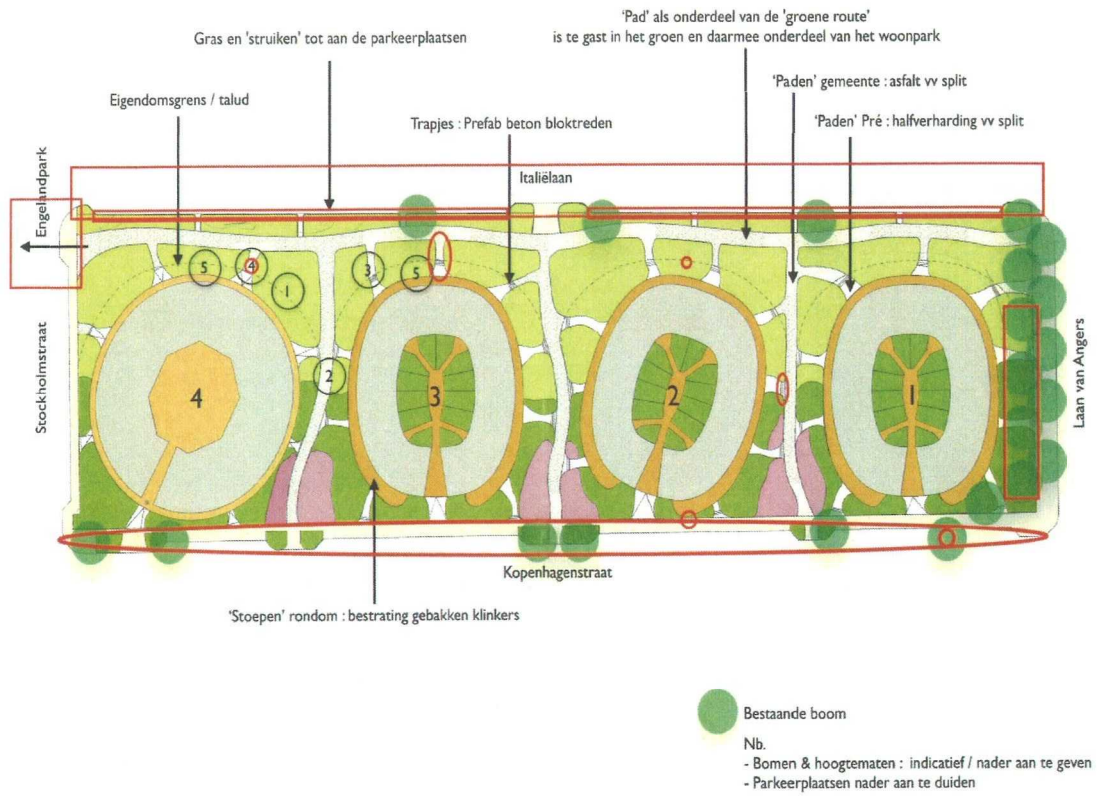 'Pad' als onderdeel van de 'groene route'
is te gast in het groen en daarmee onderdeel van het woonpark
Gras en 'struiken' tot aan de parkeerplaatsen
'Paden' gemeente : asfalt vv split
Eigendomsgrens / talud
Trapjes : Prefab beton bloktreden
'Paden' Pré : halfverharding vv split
Engelandpark
Italiëlaan
5
4
1
3
5
2
Stockholmstraat
4
3
2
1
Laan van Angers
Kopenhagenstraat
'Stoepen' rondom : bestrating gebakken klinkers
Bestaande boom
Nb.
- Bomen & hoogtematen : indicatief / nader aan te geven
- Parkeerplaatsen nader aan te duiden